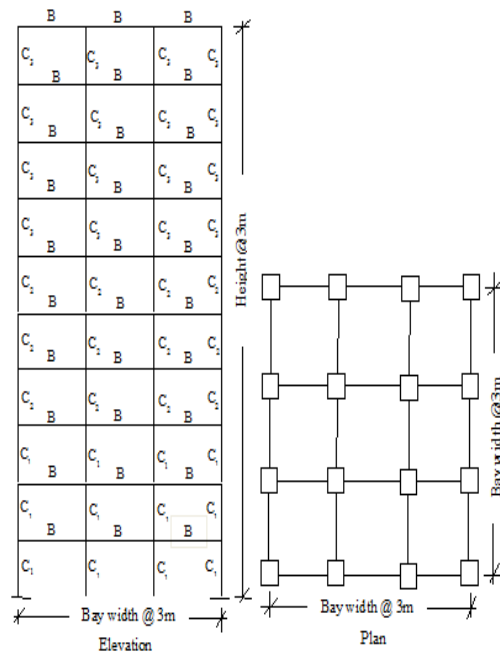 B B B
C₃ C₃ C₃ C₃
B B B
C₃ C₃ C₃ C₃
B B B
C₃ C₃ C₃ C₃
B B B
C₃ C₃ C₃ C₃
B B B
C₂ C₂ C₂ C₂
B B B
C₂ C₂ C₂ C₂
B B B
C₂ C₂ C₂ C₂
B B B
C₁ C₁ C₁ C₁
B B B
C₁ C₁ C₁ C₁
B B B
C₁ C₁ C₁ C₁
Height @ 3m
Bay width @ 3m
Elevation
Bay width @ 3m
Bay width @ 3m
Plan